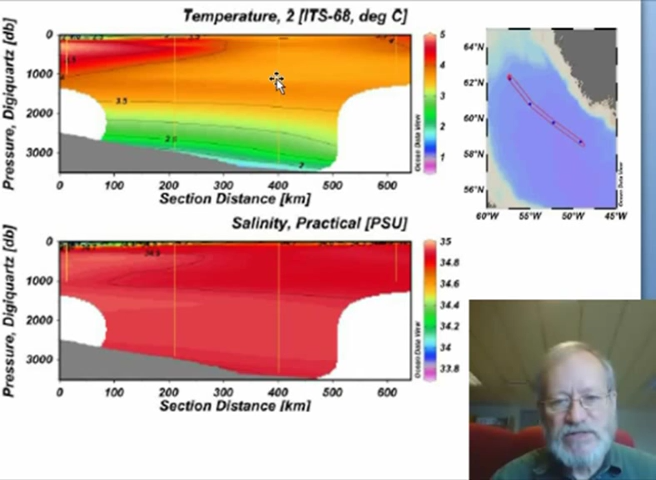 Temperature, 2 [ITS-68, deg C]
Pressure, Digiquartz [db]
0
1000
2000
3000
3.5
2
0 100 200 300 400 500 600
Section Distance [km]
5
4
3
2
1
Ocean Data View
64°N
62°N
60°N
58°N
56°N
60°W 55°W 50°W 45°W
Ocean Data View
Salinity, Practical [PSU]
Pressure, Digiquartz [db]
0
1000
2000
3000
34.9
0 100 200 300 400 500 600
Section Distance [km]
35
34.8
34.6
34.4
34.2
34
33.8
Ocean Data View